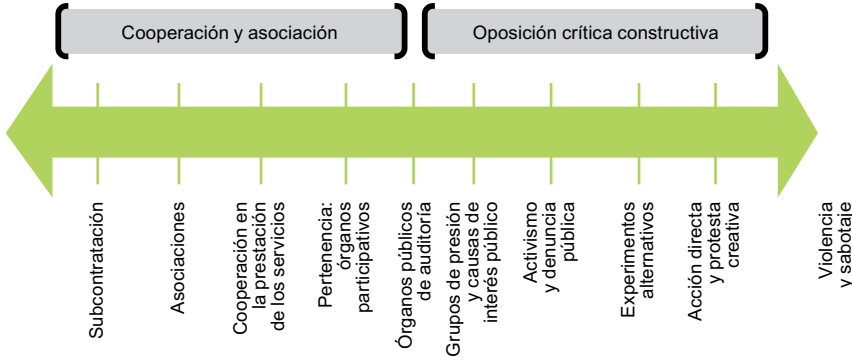 Cooperación y asociación
Oposición crítica constructiva
Subcontratación
Asociaciones
Cooperación en
la prestación
de los servicios
Pertenencia:
órganos
participativos
Órganos públicos
de auditoría
Grupos de presión
y causas de
interés público
Activismo
y denuncia
pública
Experimentos
alternativos
Acción directa
y protesta
creativa
Violencia
y sabotaje